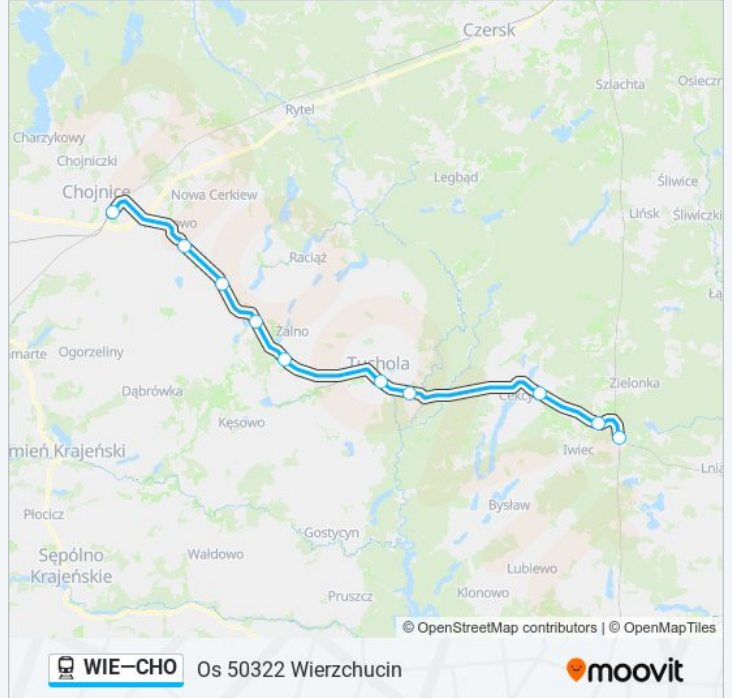 Czersk
Szlachta
Osieczn
Rytel
Charzykowy
Chojniczki
Legbąd
Śliwice
Chojnice
Nowa Cerkiew
Lińsk
Śliwiczki
Raciąż
Żalno
Ogorzeliny
Tuchola
Zielonka
Dąbrówka
Kęsowo
mień Krajeński
Iwiec
Bysław
Płocicz
Gostycyn
Sępólno
Krajeńskie
Wałdowo
Lubiewo
Pruszcz
Klonowo
© OpenStreetMap contributors | © OpenMapTiles
WIE—CHO
Os 50322 Wierzchucin
moovit